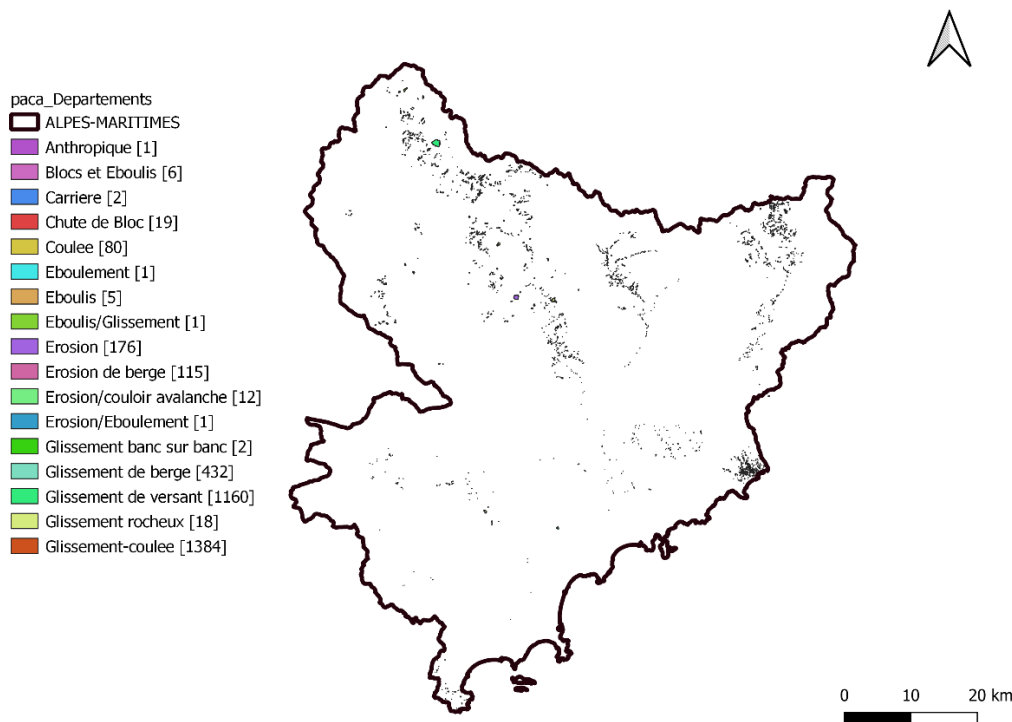 paca_Departements
ALPES-MARITIMES
Anthropique [1]
Blocs et Eboulis [6]
Carriere [2]
Chute de Bloc [19]
Coulee [80]
Eboulement [1]
Eboulis [5]
Eboulis/Glissement [1]
Erosion [176]
Erosion de berge [115]
Erosion/couloir avalanche [12]
Erosion/Eboulement [1]
Glissement banc sur banc [2]
Glissement de berge [432]
Glissement de versant [1160]
Glissement rocheux [18]
Glissement-coulee [1384]
0 10 20 km